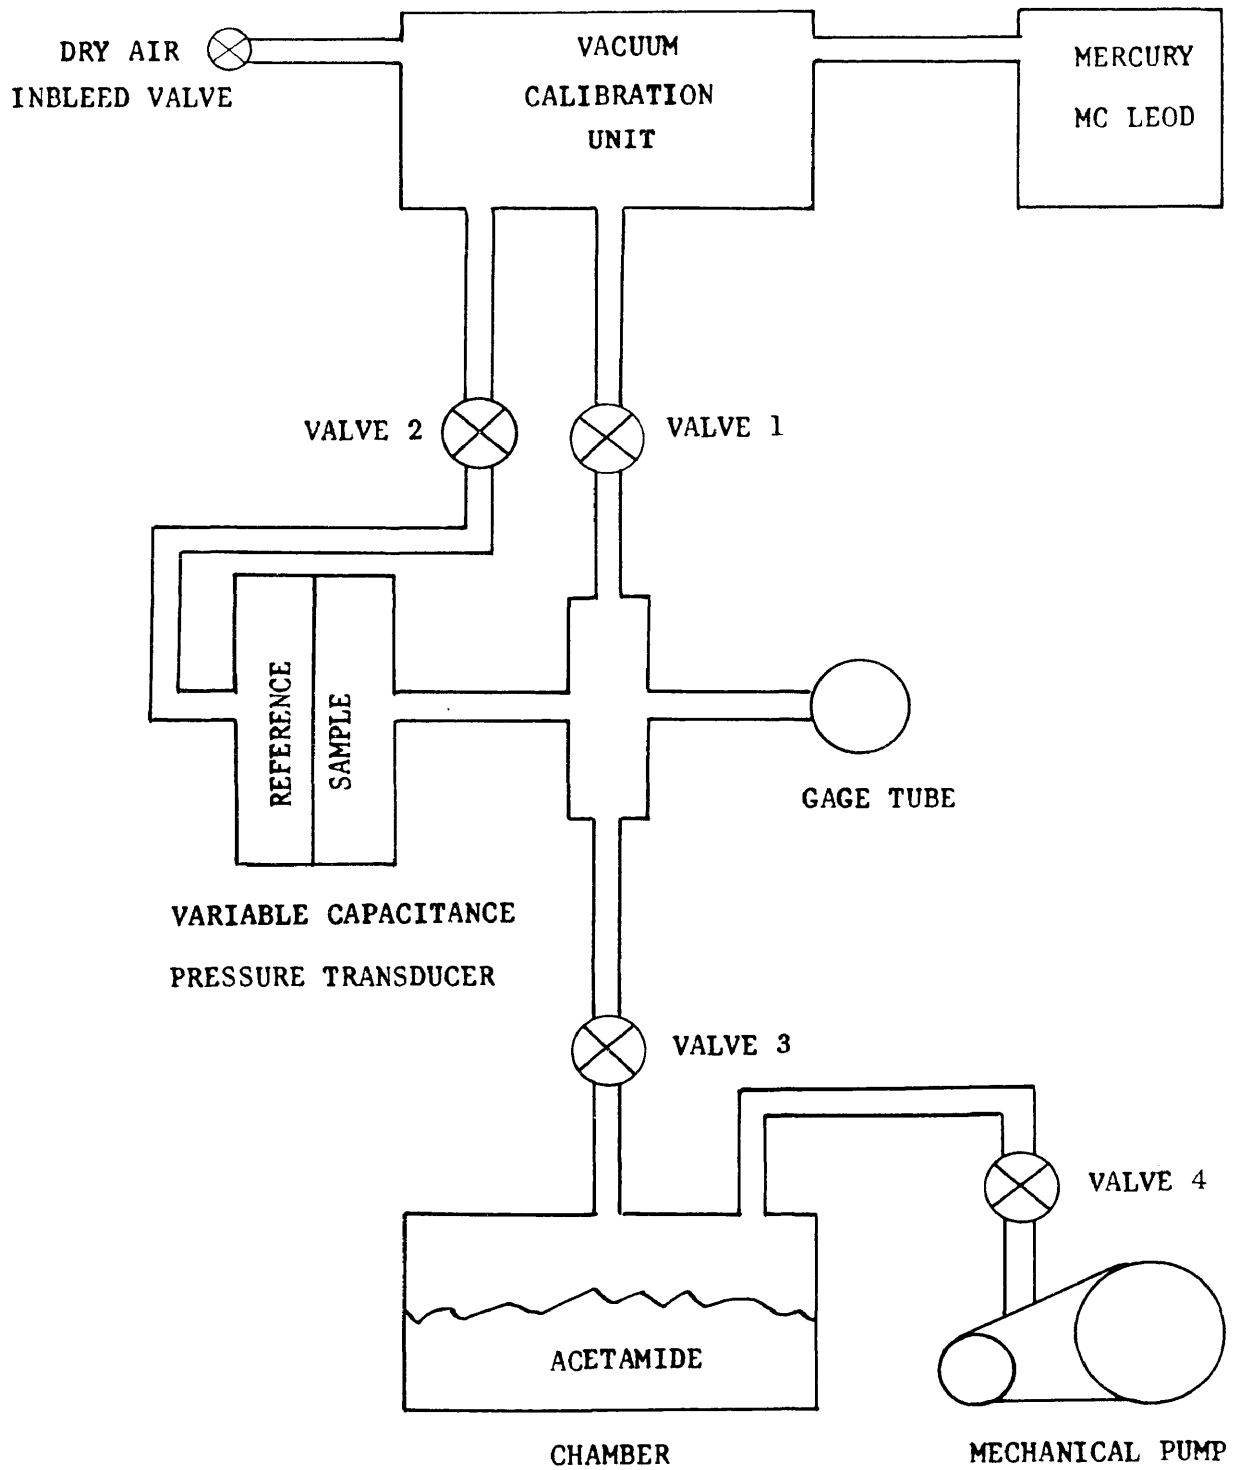 DRY AIR
INBLEED VALVE
VACUUM
CALIBRATION
UNIT
MERCURY
MC LEOD
VALVE 2
VALVE 1
REFERENCE
SAMPLE
GAGE TUBE
VARIABLE CAPACITANCE
PRESSURE TRANSDUCER
VALVE 3
VALVE 4
ACETAMIDE
CHAMBER
MECHANICAL PUMP